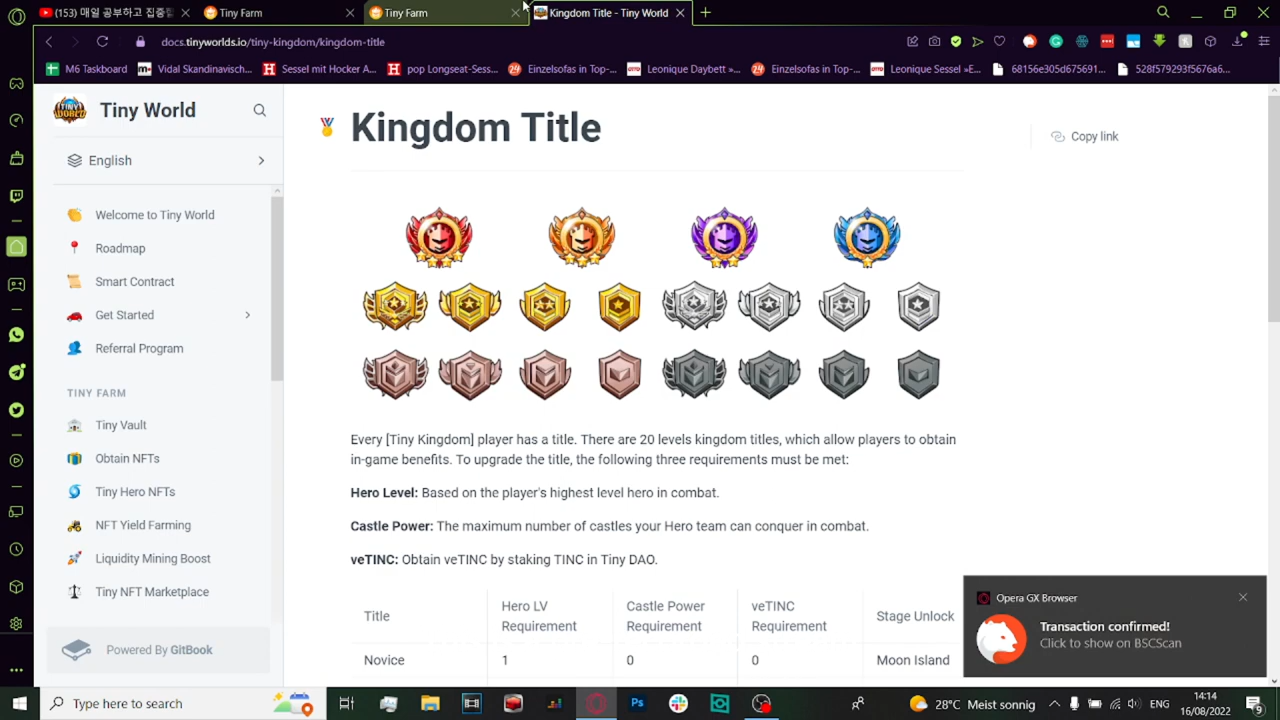 (153) 매일 공부하고 집중됩
Tiny Farm
Tiny Farm
Kingdom Title - Tiny World
docs.tinyworlds.io/tiny-kingdom/kingdom-title
M6 Taskboard
Vidal Skandinavisch...
Sessel mit Hocker A...
pop Longseat-Sess...
Einzelsofas in Top-...
Leonique Daybett »...
Einzelsofas in Top-...
Leonique Sessel »E...
68156e305d675691...
528f579293f5676a6...
Tiny World
English
Welcome to Tiny World
Roadmap
Smart Contract
Get Started
Referral Program
TINY FARM
Tiny Vault
Obtain NFTs
Tiny Hero NFTs
NFT Yield Farming
Liquidity Mining Boost
Tiny NFT Marketplace
Powered By GitBook
Kingdom Title
Copy link
Every [Tiny Kingdom] player has a title. There are 20 levels kingdom titles, which allow players to obtain
in-game benefits. To upgrade the title, the following three requirements must be met:
Hero Level: Based on the player's highest level hero in combat.
Castle Power: The maximum number of castles your Hero team can conquer in combat.
veTINC: Obtain veTINC by staking TINC in Tiny DAO.
Title
Hero LV
Requirement
Castle Power
Requirement
veTINC
Requirement
Stage Unlock
Novice 1 0 0 Moon Island
Opera GX Browser
Transaction confirmed!
Click to show on BSCScan
Type here to search
28°C Meist sonnig
ENG
14:14
16/08/2022